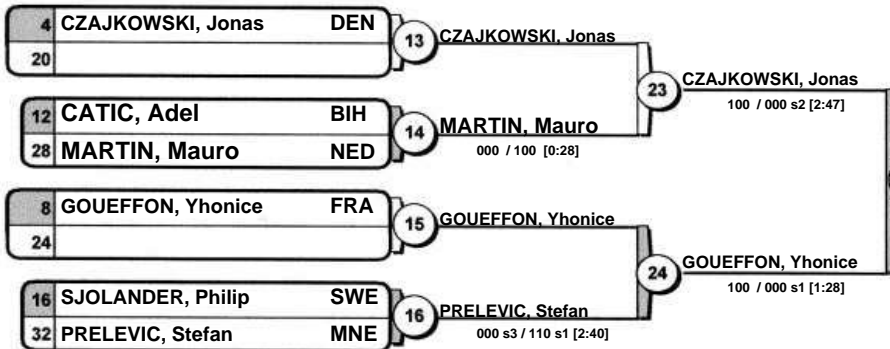 4 CZAJKOWSKI, Jonas DEN
20
13
CZAJKOWSKI, Jonas
12 CATIC, Adel BIH
28 MARTIN, Mauro NED
14
MARTIN, Mauro
000 / 100 [0:28]
23
CZAJKOWSKI, Jonas
100 / 000 s2 [2:47]
8 GOUEFFON, Yhonice FRA
24
15
GOUEFFON, Yhonice
16 SJOLANDER, Philip SWE
32 PRELEVIC, Stefan MNE
16
PRELEVIC, Stefan
000 s3 / 110 s1 [2:40]
24
GOUEFFON, Yhonice
100 / 000 s1 [1:28]